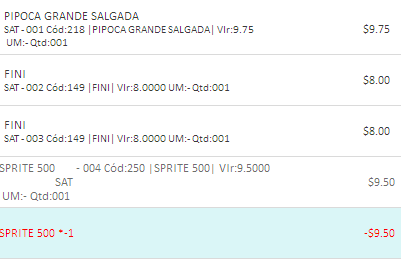 PIPOCA GRANDE SALGADA
SAT - 001 Cód:218 |PIPOCA GRANDE SALGADA| Vlr:9.75 $9.75
UM:- Qtd:001
FINI
SAT - 002 Cód:149 |FINI| Vlr:8.0000 UM:- Qtd:001 $8.00
FINI
SAT - 003 Cód:149 |FINI| Vlr:8.0000 UM:- Qtd:001 $8.00
SPRITE 500 - 004 Cód:250 |SPRITE 500| Vlr:9.5000
SAT $9.50
UM:- Qtd:001
SPRITE 500 *-1 -$9.50